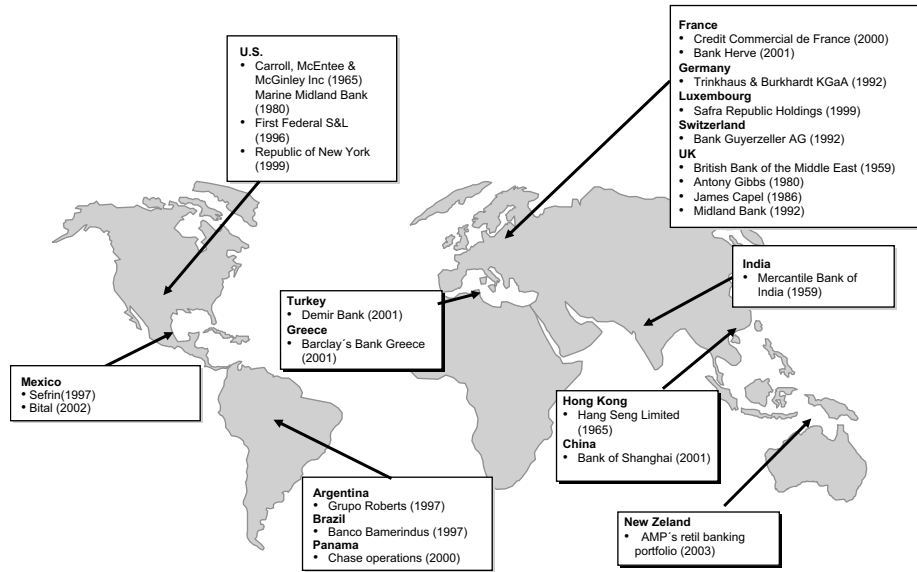 U.S.
• Carroll, McEntee &
McGinley Inc (1965)
Marine Midland Bank
(1980)
• First Federal S&L
(1996)
• Republic of New York
(1999)
France
• Credit Commercial de France (2000)
• Bank Herve (2001)
Germany
• Trinkhaus & Burkhardt KGaA (1992)
Luxembourg
• Safra Republic Holdings (1999)
Switzerland
• Bank Guyerzeller AG (1992)
UK
• British Bank of the Middle East (1959)
• Antony Gibbs (1980)
• James Capel (1986)
• Midland Bank (1992)
India
• Mercantile Bank of
India (1959)
Turkey
• Demir Bank (2001)
Greece
• Barclay´s Bank Greece
(2001)
Mexico
• Sefrin(1997)
• Bital (2002)
Hong Kong
• Hang Seng Limited
(1965)
China
• Bank of Shanghai (2001)
Argentina
• Grupo Roberts (1997)
Brazil
• Banco Bamerindus (1997)
Panama
• Chase operations (2000)
New Zeland
• AMP´s retil banking
portfolio (2003)